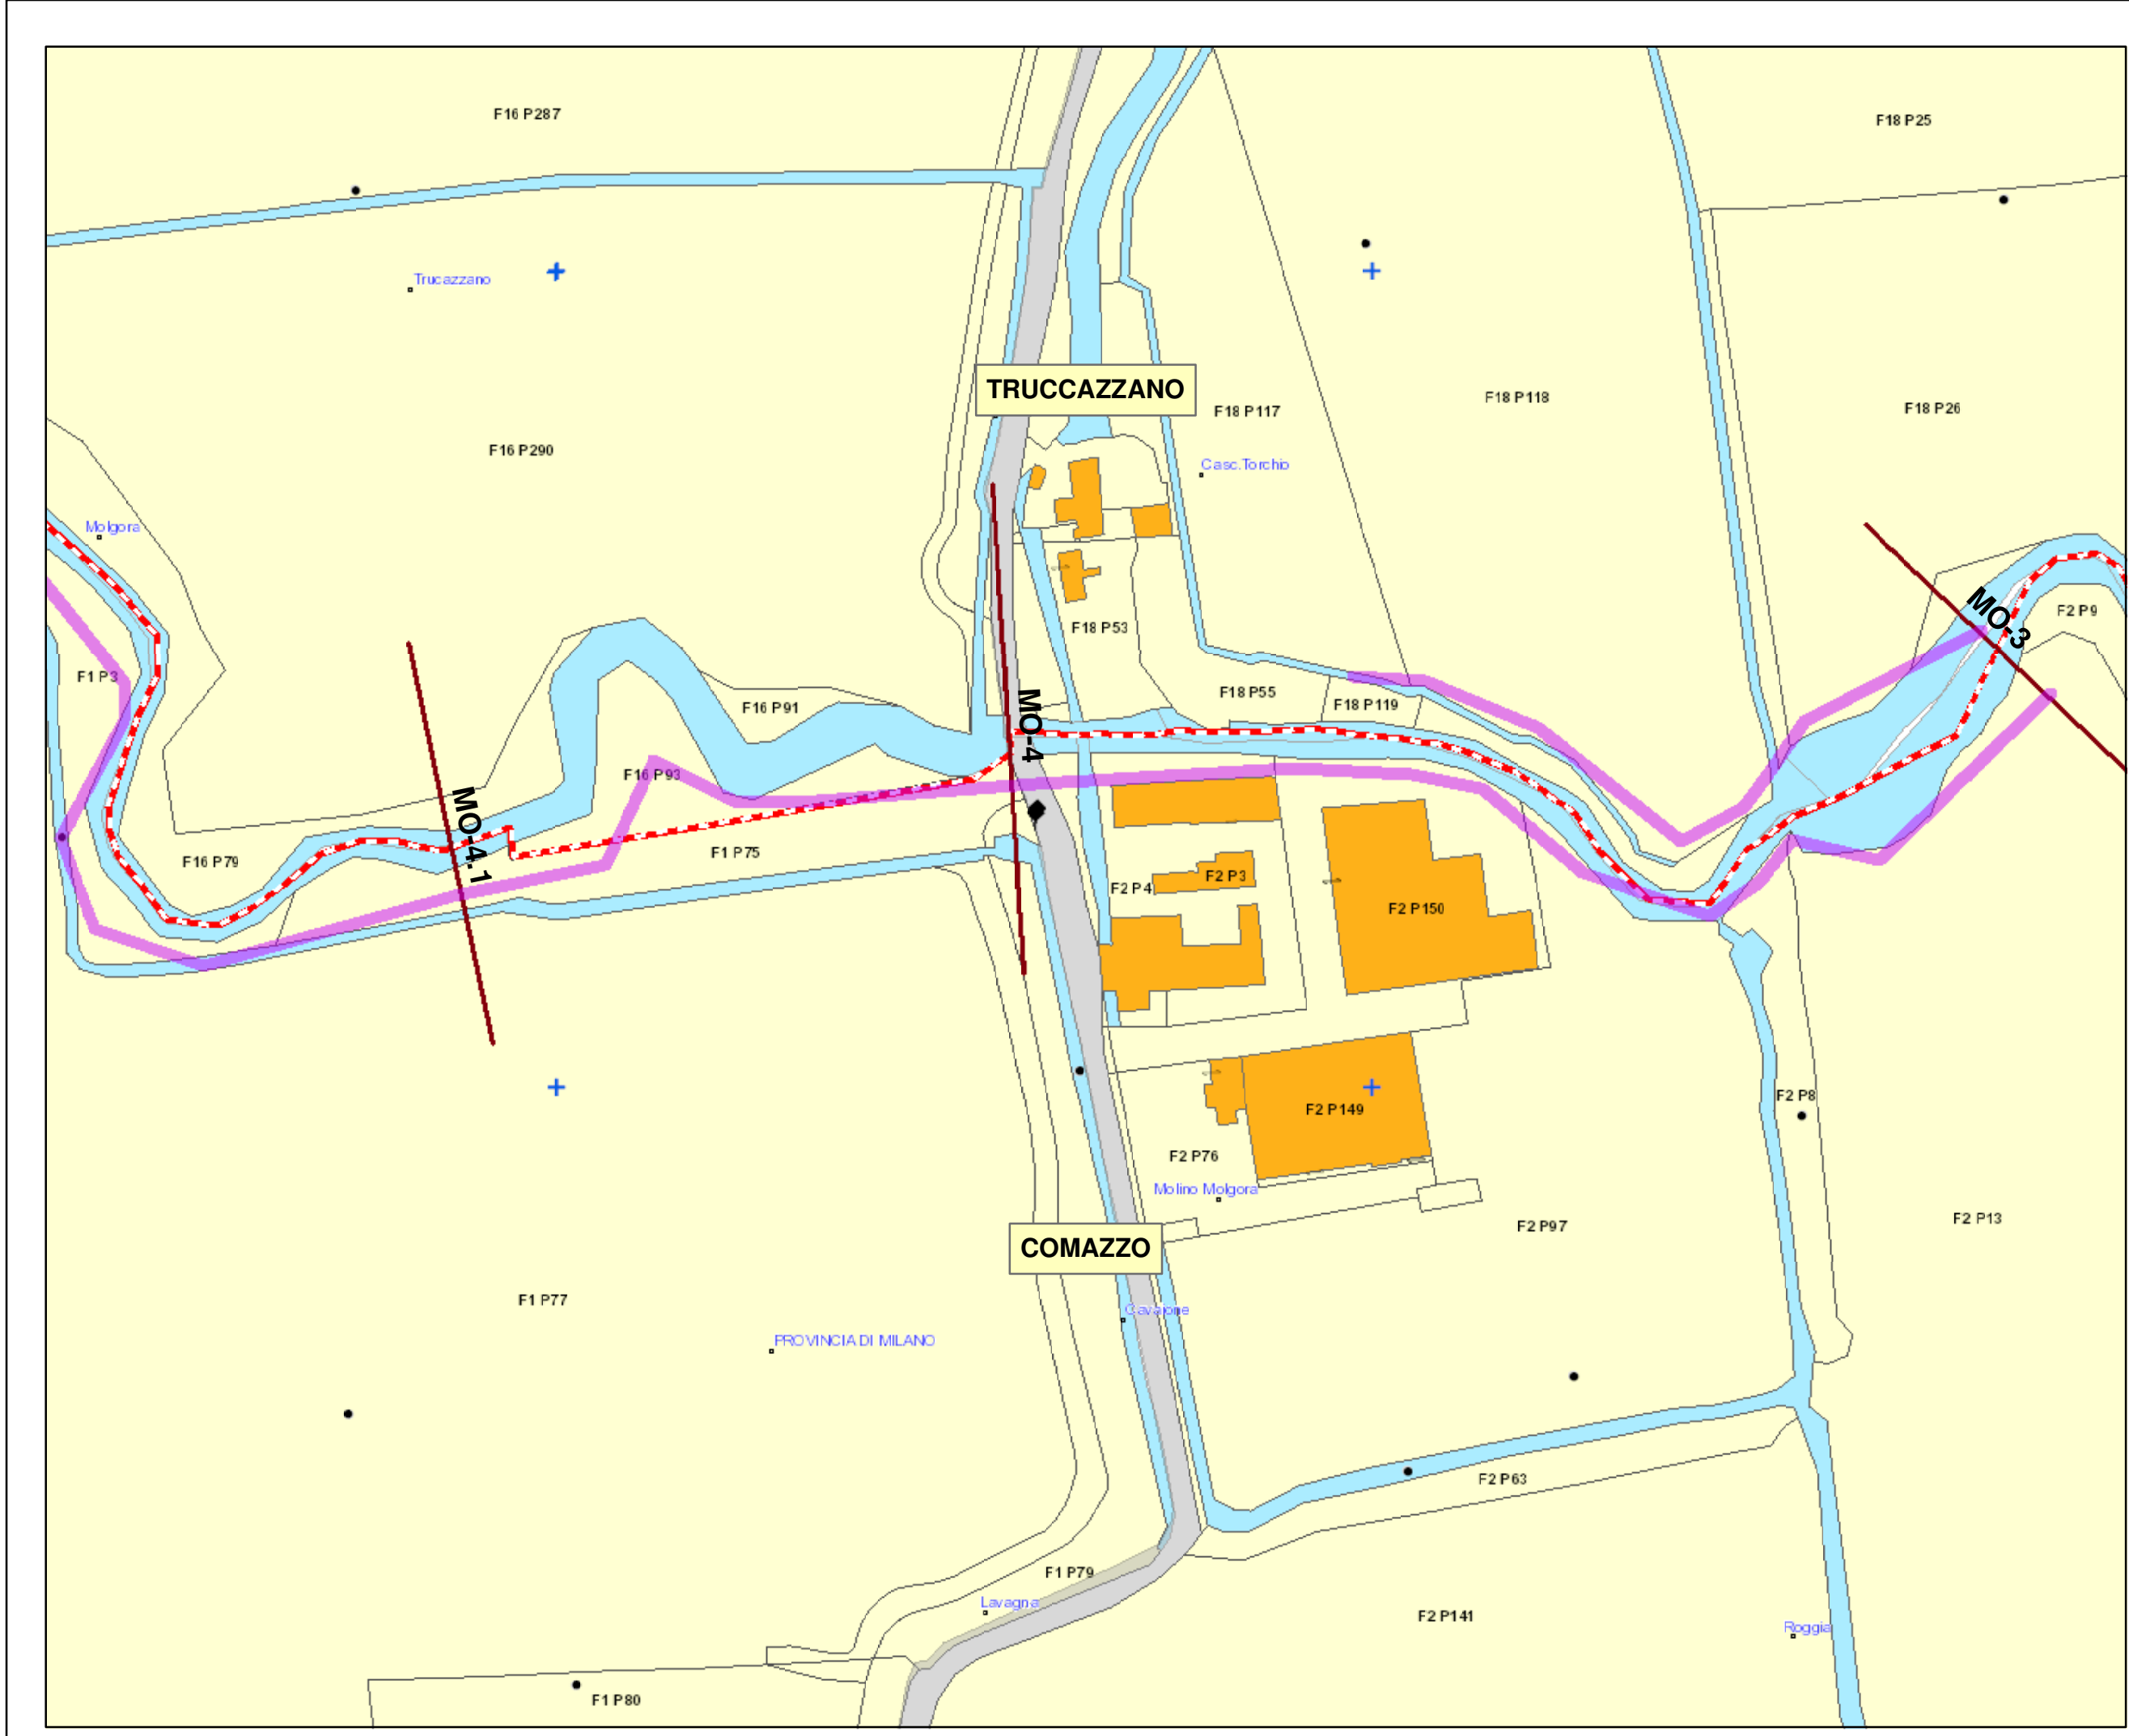 F16 P287
F18 P25
Trucazzano
TRUCCAZZANO
F18 P117
F18 P118
F18 P26
F16 P290
Casc.Torchio
Molgora
MO-3
F2 P9
F18 P53
F1 P3
F18 P55
F18 P119
F16 P91
MO-4
F16 P93
MO-4.1
F16 P79
F1 P75
F2 P4
F2 P3
F2 P150
F2 P8
F2 P149
F2 P76
Molino Molgora
F2 P97
F2 P13
COMAZZO
F1 P77
Cavaione
PROVINCIA DI MILANO
F2 P63
F1 P79
Lavagna
F2 P141
Roggia
F1 P80